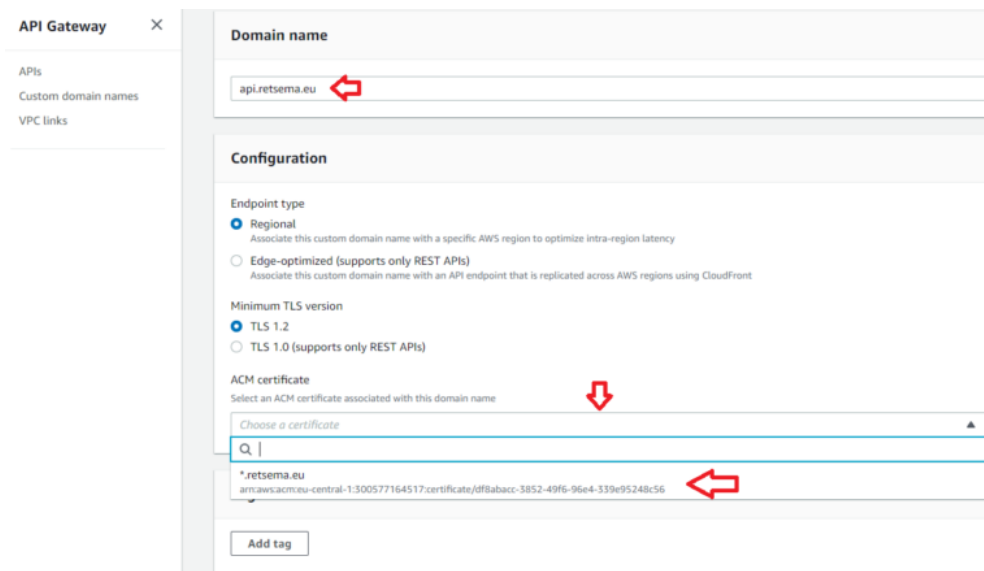 API Gateway
APIs
Custom domain names
VPC links
Domain name
api.retsema.eu
Configuration
Endpoint type
Regional
Associate this custom domain name with a specific AWS region to optimize intra-region latency
Edge-optimized (supports only REST APIs)
Associate this custom domain name with an API endpoint that is replicated across AWS regions using CloudFront
Minimum TLS version
TLS 1.2
TLS 1.0 (supports only REST APIs)
ACM certificate
Select an ACM certificate associated with this domain name
Choose a certificate
*.retsema.eu
arn:aws:acm:eu-central-1:300577164517:certificate/df8abacc-3852-49f6-96e4-339e95248c56
Add tag